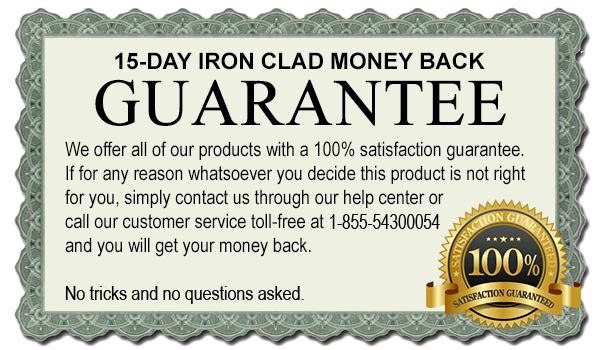 15-DAY IRON CLAD MONEY BACK
GUARANTEE
We offer all of our products with a 100% satisfaction guarantee.
If for any reason whatsoever you decide this product is not right
for you, simply contact us through our help center or
call our customer service toll-free at 1-855-54300054
and you will get your money back.
No tricks and no questions asked.
SATISFACTION GUARANTEED
100%
SATISFACTION GUARANTEED